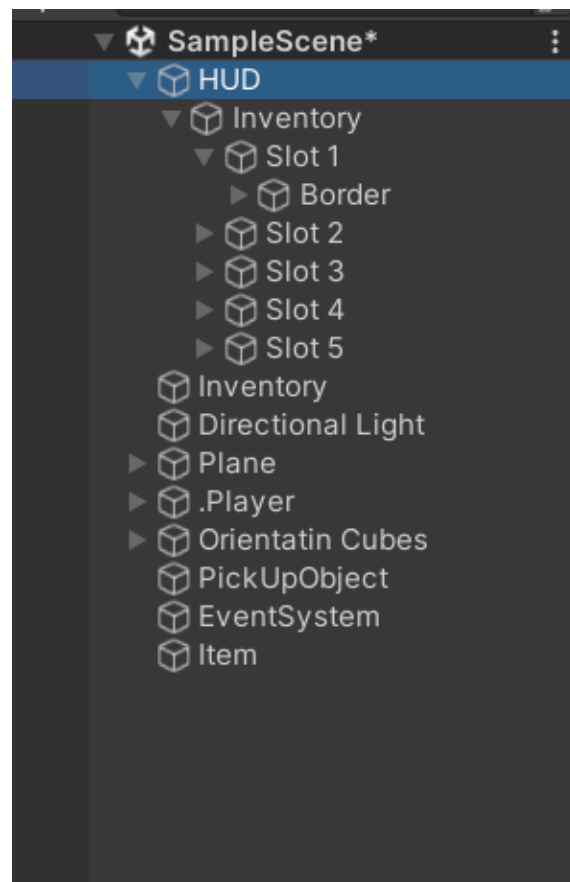 SampleScene*
HUD
Inventory
Slot 1
Border
Slot 2
Slot 3
Slot 4
Slot 5
Inventory
Directional Light
Plane
.Player
Orientatin Cubes
PickUpObject
EventSystem
Item